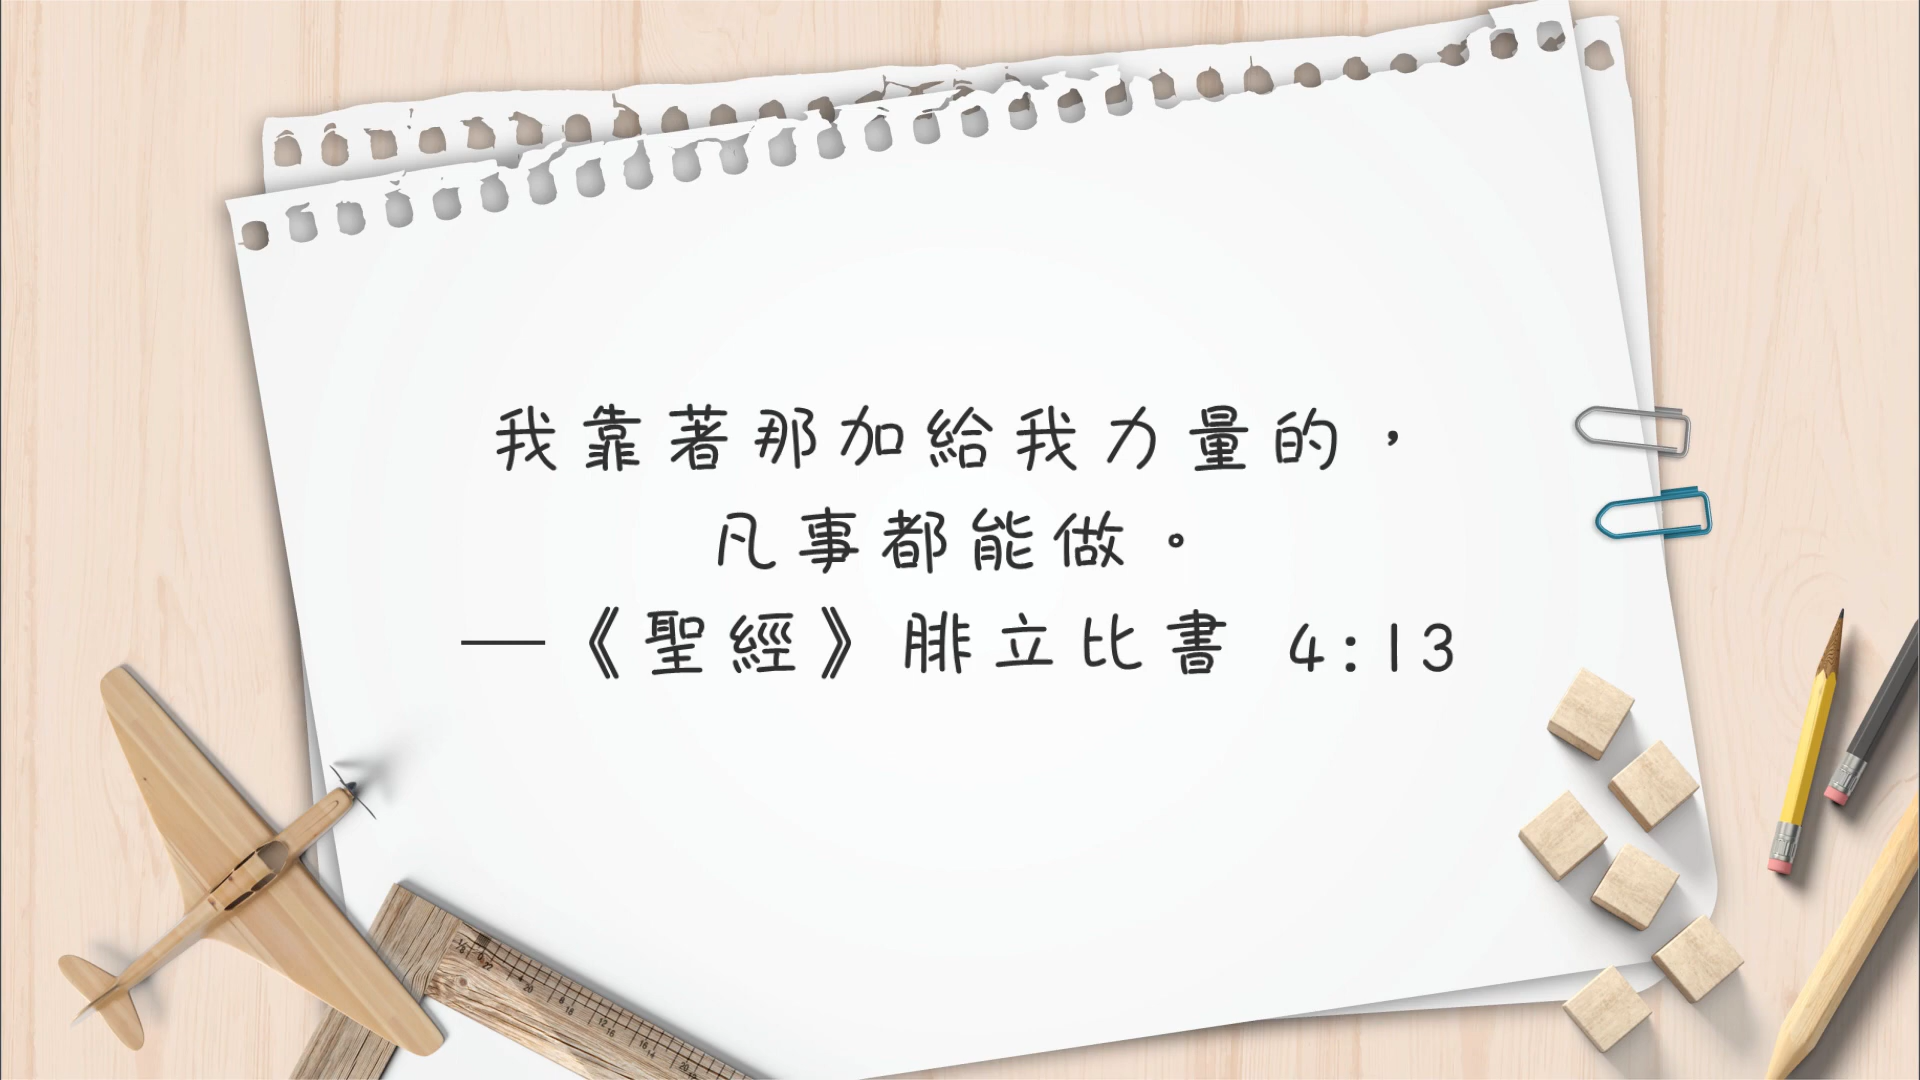 我靠著那加給我力量的，
凡事都能做。
—《聖經》腓立比書 4:13